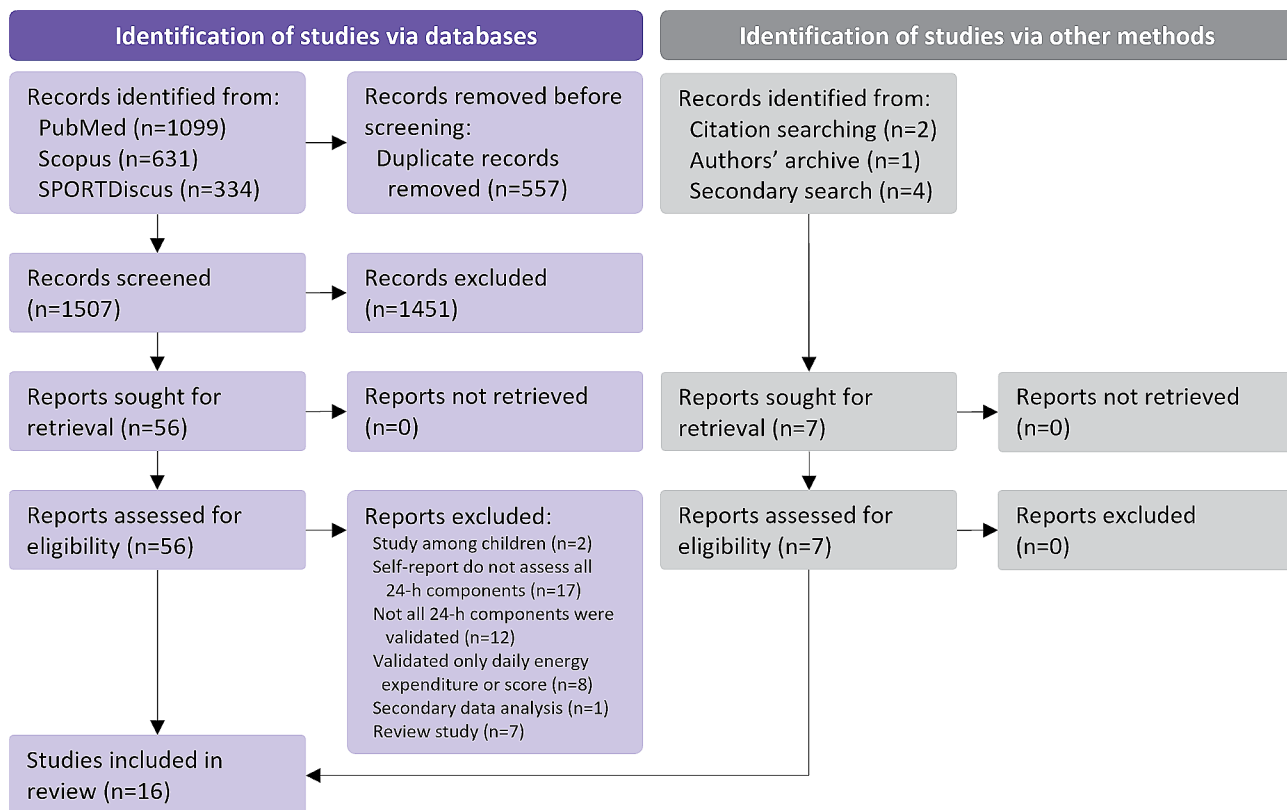 Identification of studies via databases
Identification of studies via other methods
Records identified from:
PubMed (n=1099)
Scopus (n=631)
SPORTDiscus (n=334)
Records removed before
screening:
Duplicate records
removed (n=557)
Records identified from:
Citation searching (n=2)
Authors’ archive (n=1)
Secondary search (n=4)
Records screened
(n=1507)
Records excluded
(n=1451)
Reports sought for
retrieval (n=56)
Reports not retrieved
(n=0)
Reports sought for
retrieval (n=7)
Reports not retrieved
(n=0)
Reports assessed for
eligibility (n=56)
Reports excluded:
Study among children (n=2)
Self-report do not assess all
24-h components (n=17)
Not all 24-h components were
validated (n=12)
Validated only daily energy
expenditure or score (n=8)
Secondary data analysis (n=1)
Review study (n=7)
Reports assessed for
eligibility (n=7)
Reports excluded
(n=0)
Studies included in
review (n=16)